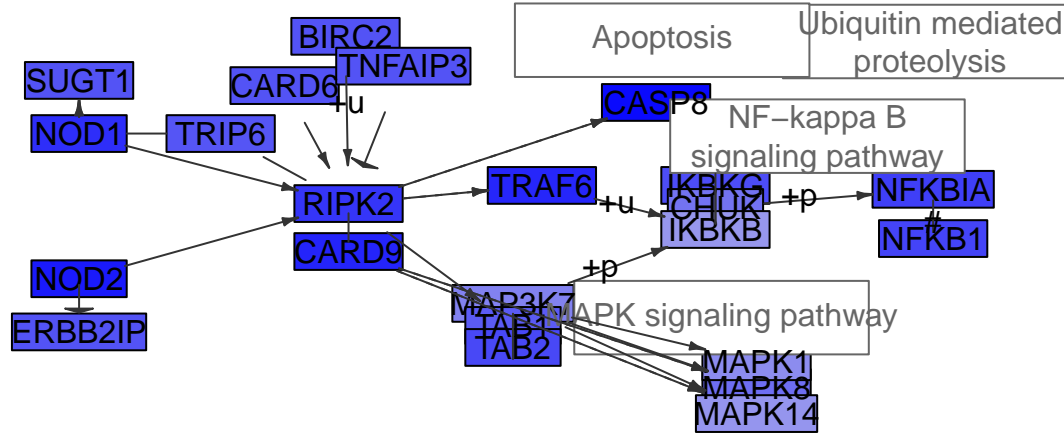 BIRC2
Apoptosis
Ubiquitin mediated
proteolysis
TNFAIP3
SUGT1
CARD6
+u
CASP8
NOD1
TRIP6
NF−kappa B
signaling pathway
RIPK2
TRAF6
+u
IKBKG
CHUK
IKBKB
+p
NFKBIA
#
NFKB1
CARD9
NOD2
+p
ERBB2IP
MAP3K7
TAB1
TAB2
MAPK signaling pathway
MAPK1
MAPK8
MAPK14